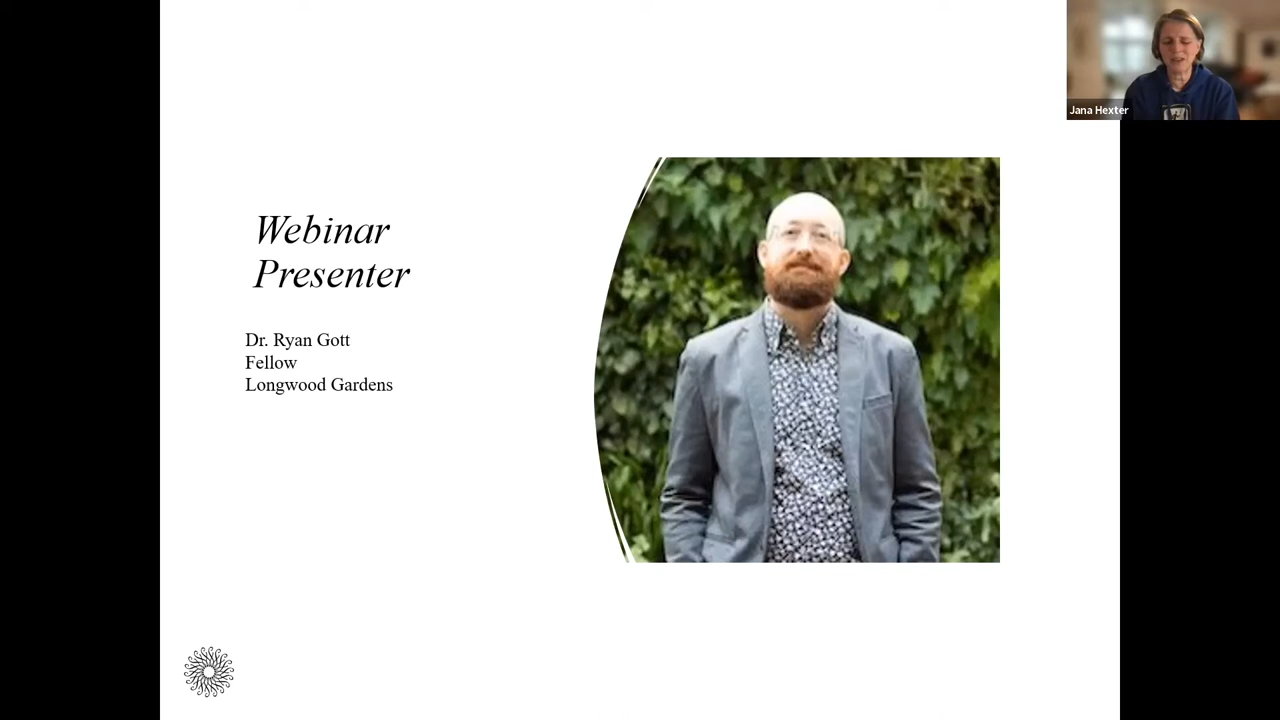 Webinar
Presenter
Dr. Ryan Gott
Fellow
Longwood Gardens
Jana Hexter